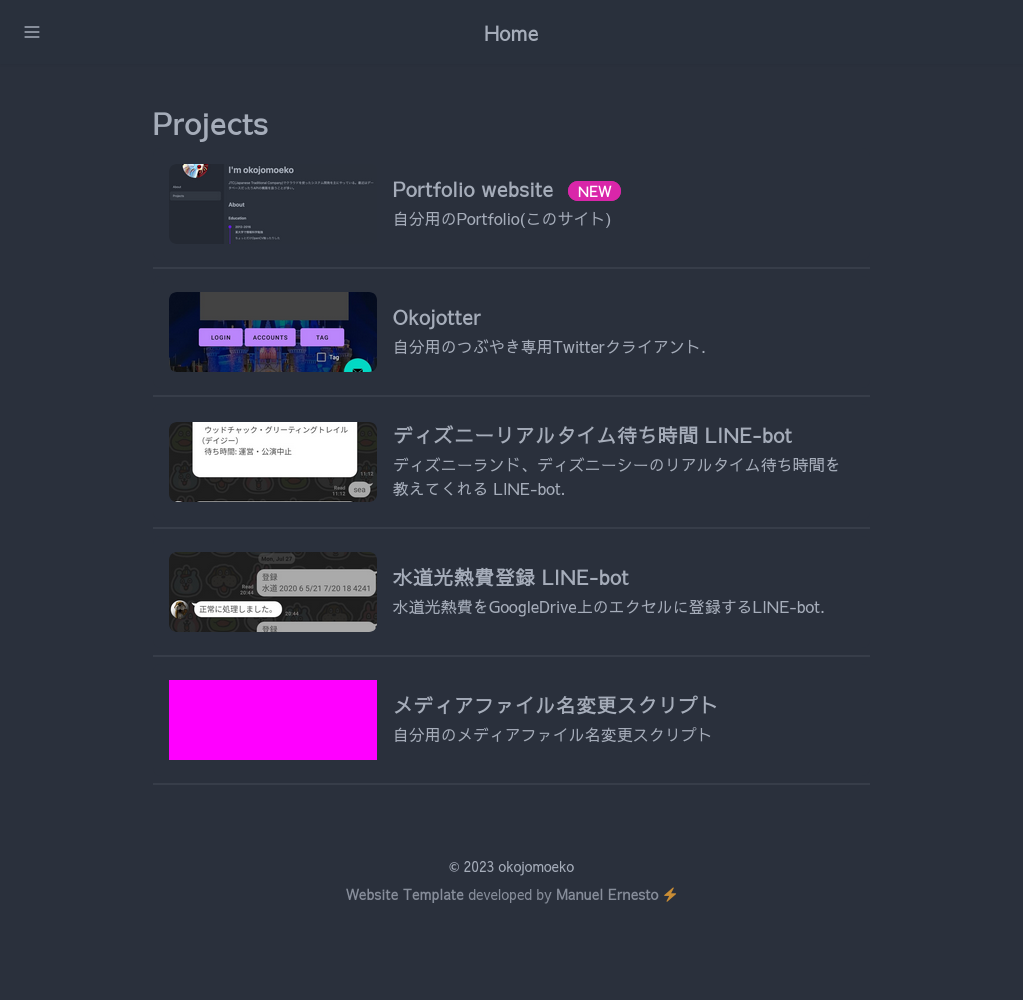 Home
Projects
I'm okojomoeko
About
Projects
About
Education
Portfolio website NEW
自分用のPortfolio(このサイト)
LOGIN ACCOUNTS TAG
Tag
Okojotter
自分用のつぶやき専用Twitterクライアント.
ウッドチャック・グリーティングトレイル
(デイジー)
待ち時間: 運営・公演中止
11:12
Read
11:12
sea
ディズニーリアルタイム待ち時間 LINE-bot
ディズニーランド、ディズニーシーのリアルタイム待ち時間を
教えてくれる LINE-bot.
Mon, Jul 27
登録
水道 2020 6 5/21 7/20 18 4241
Read
20:44
正常に処理しました。
20:44
登録
水道光熱費登録 LINE-bot
水道光熱費をGoogleDrive上のエクセルに登録するLINE-bot.
メディアファイル名変更スクリプト
自分用のメディアファイル名変更スクリプト
© 2023 okojomoeko
Website Template developed by Manuel Ernesto ⚡